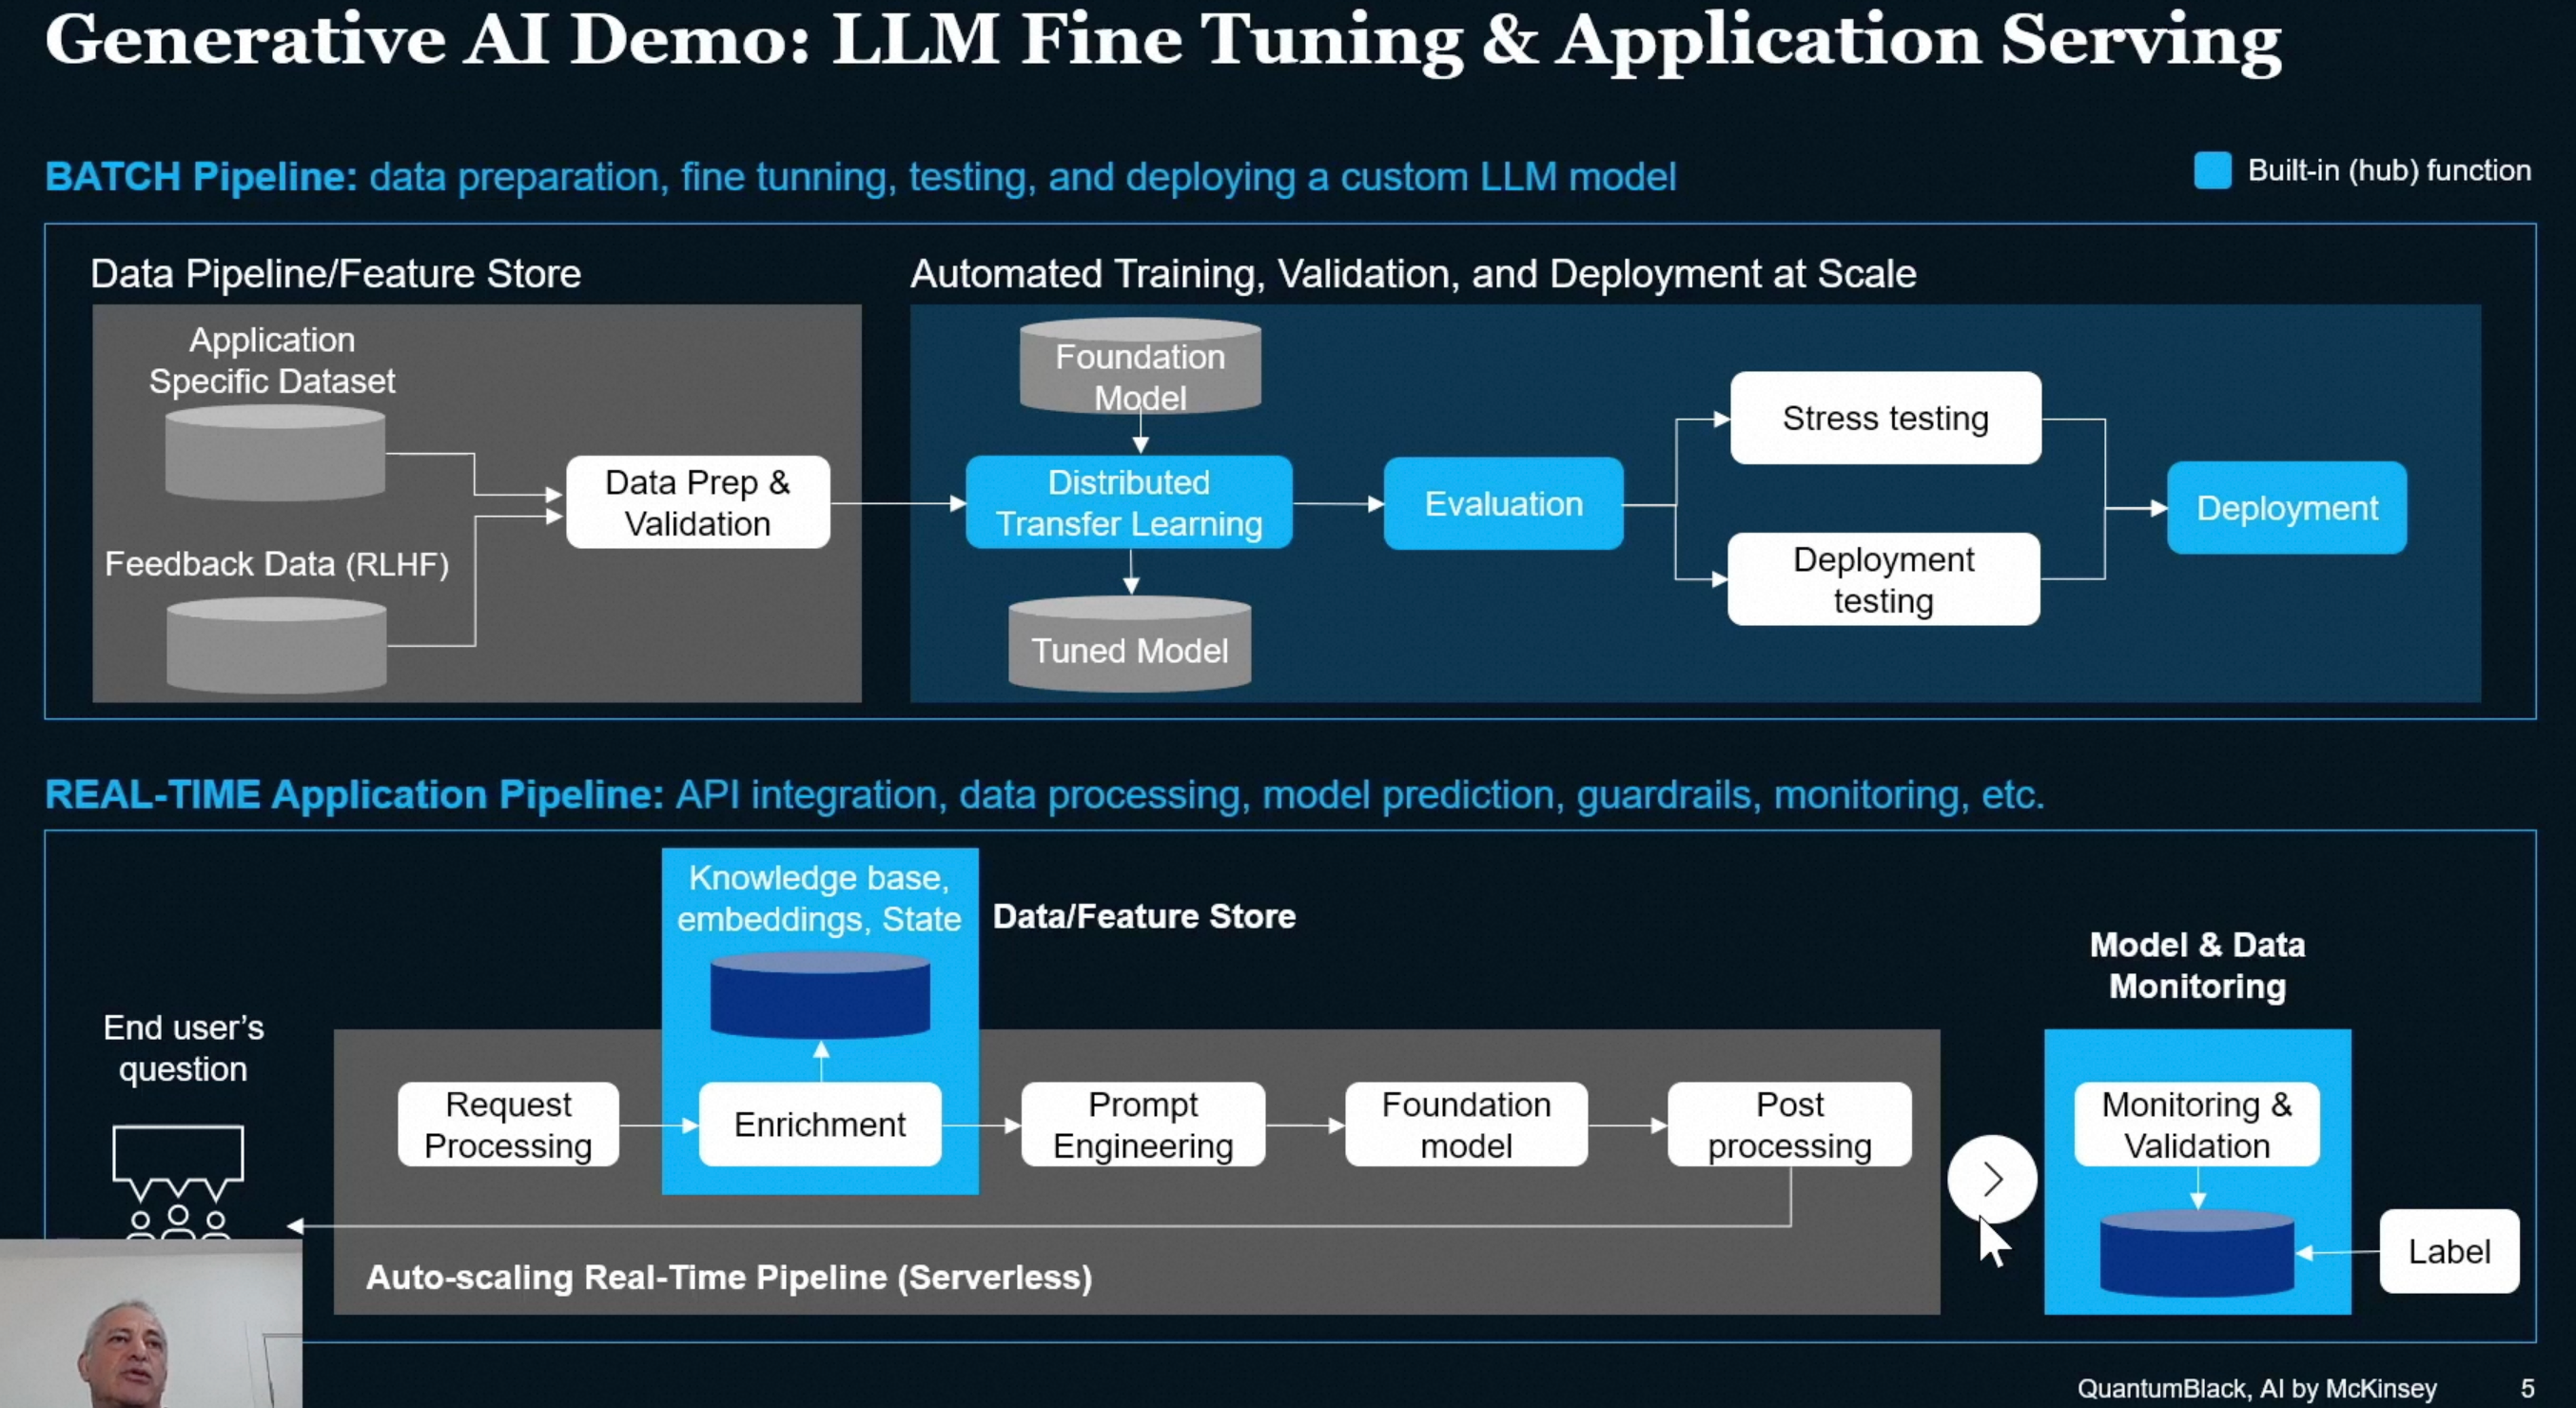 Generative AI Demo: LLM Fine Tuning & Application Serving
BATCH Pipeline: data preparation, fine tunning, testing, and deploying a custom LLM model
Built-in (hub) function
Data Pipeline/Feature Store
Application
Specific Dataset
Feedback Data (RLHF)
Data Prep &
Validation
Automated Training, Validation, and Deployment at Scale
Foundation
Model
Distributed
Transfer Learning
Tuned Model
Evaluation
Stress testing
Deployment
testing
Deployment
REAL-TIME Application Pipeline: API integration, data processing, model prediction, guardrails, monitoring, etc.
End user’s
question
Knowledge base,
embeddings, State
Data/Feature Store
Request
Processing
Enrichment
Prompt
Engineering
Foundation
model
Post
processing
Auto-scaling Real-Time Pipeline (Serverless)
Model & Data
Monitoring
Monitoring &
Validation
Label
QuantumBlack, AI by McKinsey
5